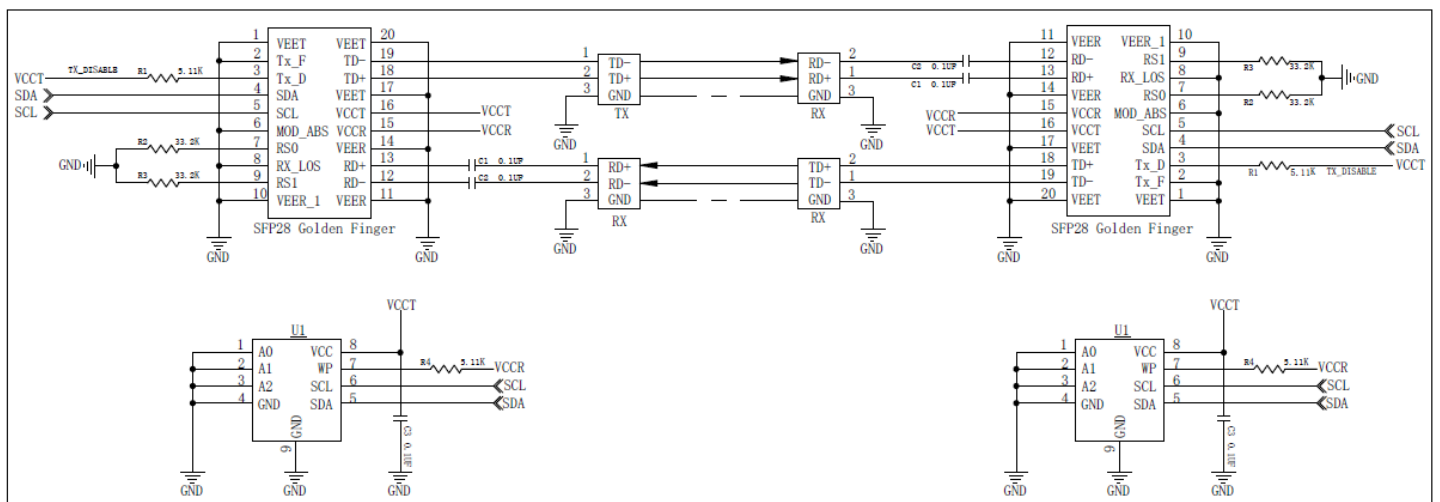 1 VEET VEET 20
2 Tx_F TD- 19
VCCT TX_DISABLE R1 5.11K 3 Tx_D TD+ 18
SDA 4 SDA VEET 17
SCL 5 SCL VCCT 16 VCCT
6 MOD_ABS VCCR 15 VCCR
R2 33.2K 7 RS0 VEER 14
GND 8 RX_LOS RD+ 13 C1 0.1UF
R3 33.2K 9 RS1 RD- 12 C2 0.1UF
10 VEER_1 VEER 11
SFP28 Golden Finger
GND
GND
1 TD-
2 TD+
3 GND
TX
GND
RD- 2
RD+ 1
GND 3
RX
GND
1 RD+
2 RD-
3 GND
RX
GND
TD+ 2
TD- 1
GND 3
RX
GND
11 VEER VEER_1 10
C2 0.1UF 12 RD- RS1 9 R3 33.2K
C1 0.1UF 13 RD+ RX_LOS 8 GND
14 VEER RS0 7 R2 33.2K
VCCR 15 VCCR MOD_ABS 6
VCCT 16 VCCT SCL 5 SCL
17 VEET SDA 4 SDA
18 TD+ Tx_D 3 R1 5.11K TX_DISABLE VCCT
19 TD- Tx_F 2
20 VEET VEET 1
SFP28 Golden Finger
GND
GND
VCCT
U1
1 A0 VCC 8
2 A1 WP 7 R4 5.11K VCCR
3 A2 SCL 6 SCL
4 GND SDA 5 SDA
GND
9
C3 0.1UF
GND
GND
GND
VCCT
U1
1 A0 VCC 8
2 A1 WP 7 R4 5.11K VCCR
3 A2 SCL 6 SCL
4 GND SDA 5 SDA
GND
9
C3 0.1UF
GND
GND
GND